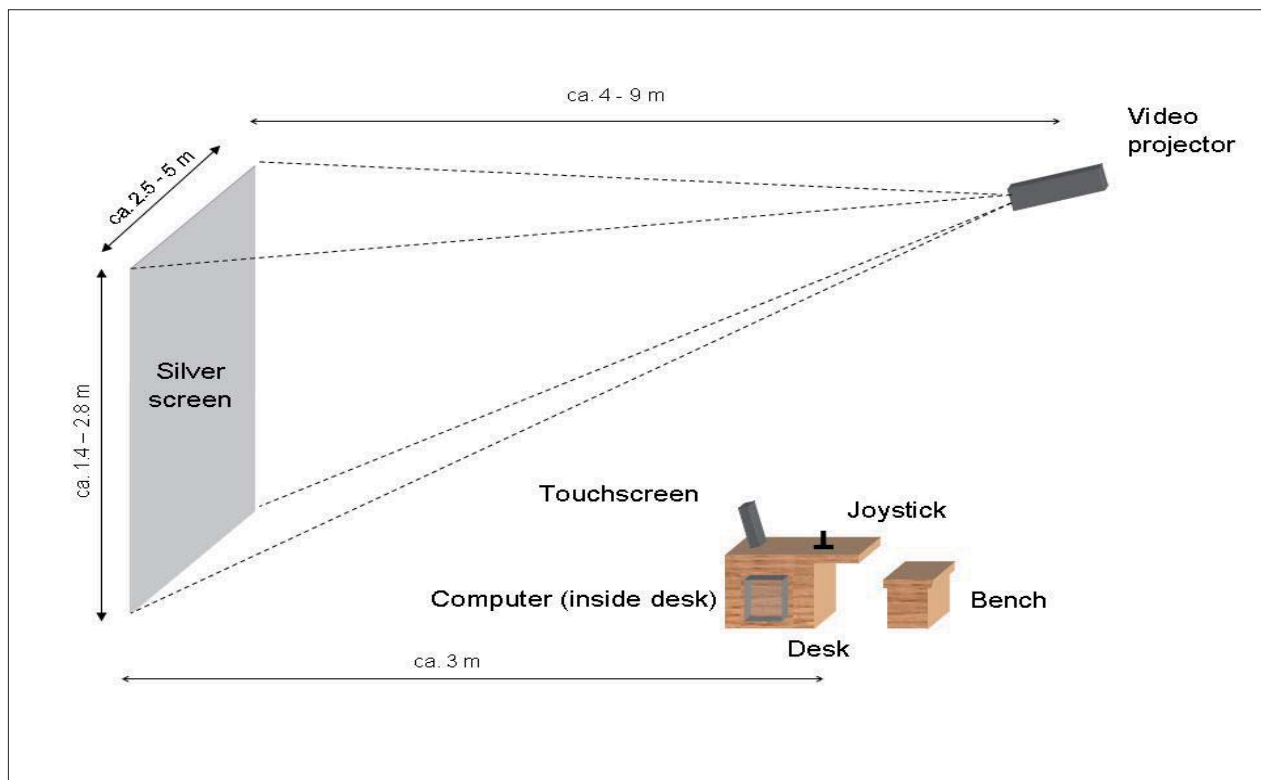 ca. 4 - 9 m
Video
projector
ca. 2.5 - 5 m
Silver
screen
ca. 1.4 – 2.8 m
Touchscreen
Joystick
Computer (inside desk)
Bench
Desk
ca. 3 m